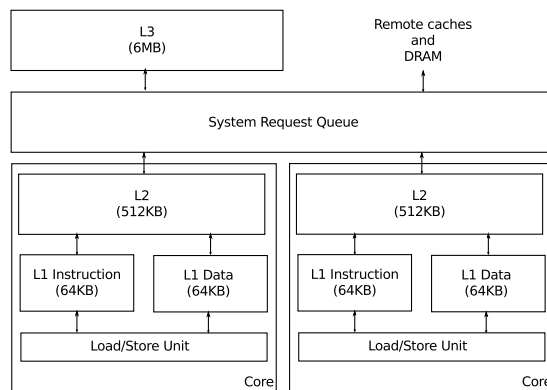 L3
(6MB)
Remote caches
and
DRAM
System Request Queue
L2
(512KB)
L1 Instruction
(64KB)
L1 Data
(64KB)
Load/Store Unit
Core
L2
(512KB)
L1 Instruction
(64KB)
L1 Data
(64KB)
Load/Store Unit
Core